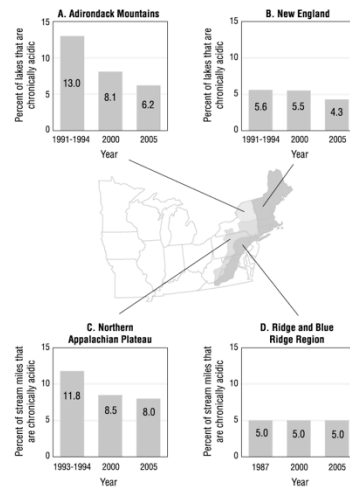 A. Adirondack Mountains
Percent of lakes that are
chronically acidic
15
10
5
0
13.0
8.1
6.2
1991-1994
2000
2005
Year
B. New England
Percent of lakes that are
chronically acidic
15
10
5
0
5.6
5.5
4.3
1991-1994
2000
2005
Year
C. Northern
Appalachian Plateau
Percent of stream miles that
are chronically acidic
15
10
5
0
11.8
8.5
8.0
1993-1994
2000
2005
Year
D. Ridge and Blue
Ridge Region
Percent of stream miles that
are chronically acidic
15
10
5
0
5.0
5.0
5.0
1987
2000
2005
Year